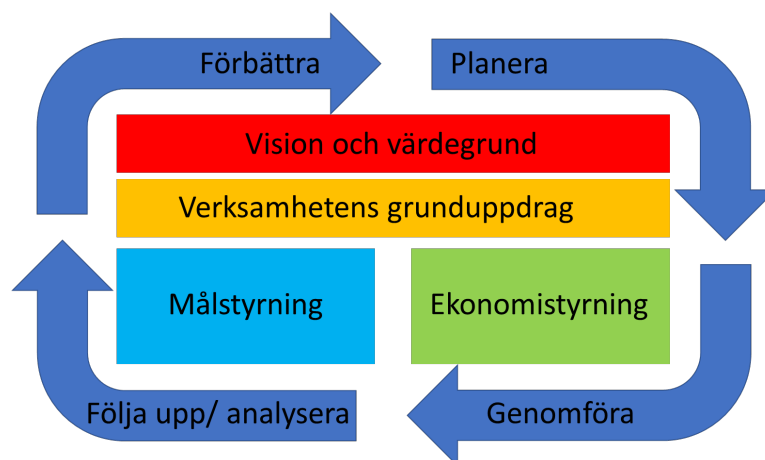 Förbättra
Planera
Vision och värdegrund
Verksamhetens grunduppdrag
Målstyrning
Ekonomistyrning
Följa upp/ analysera
Genomföra